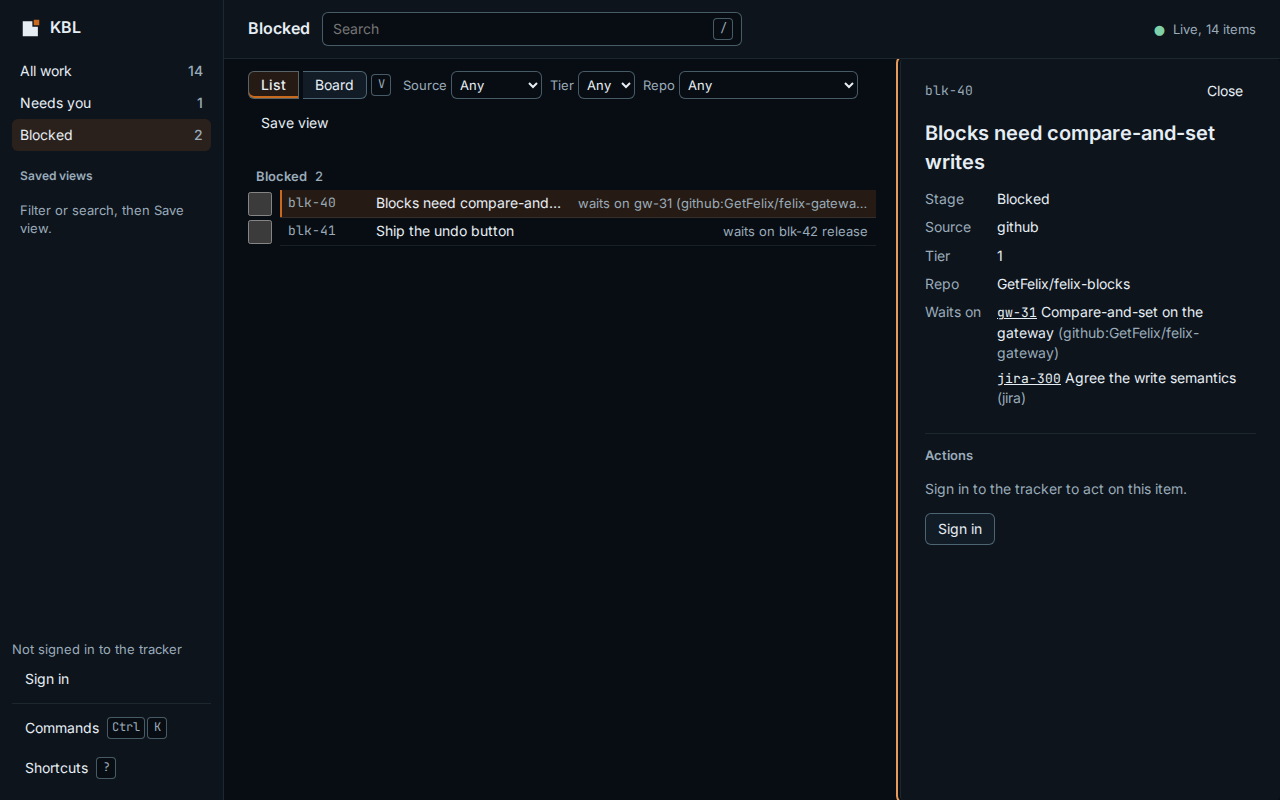 KBL
All work 14
Needs you 1
Blocked 2
Saved views
Filter or search, then Save
view.
Not signed in to the tracker
Sign in
Commands Ctrl K
Shortcuts ?
Blocked Search / Live, 14 items
List Board V Source Any Tier Any Repo Any
Save view
Blocked 2
blk-40 Blocks need compare-and... waits on gw-31 (github:GetFelix/felix-gatewa...
blk-41 Ship the undo button waits on blk-42 release
blk-40 Close
Blocks need compare-and-set
writes
Stage Blocked
Source github
Tier 1
Repo GetFelix/felix-blocks
Waits on gw-31 Compare-and-set on the
gateway (github:GetFelix/felix-
gateway)
jira-300 Agree the write semantics
(jira)
Actions
Sign in to the tracker to act on this item.
Sign in